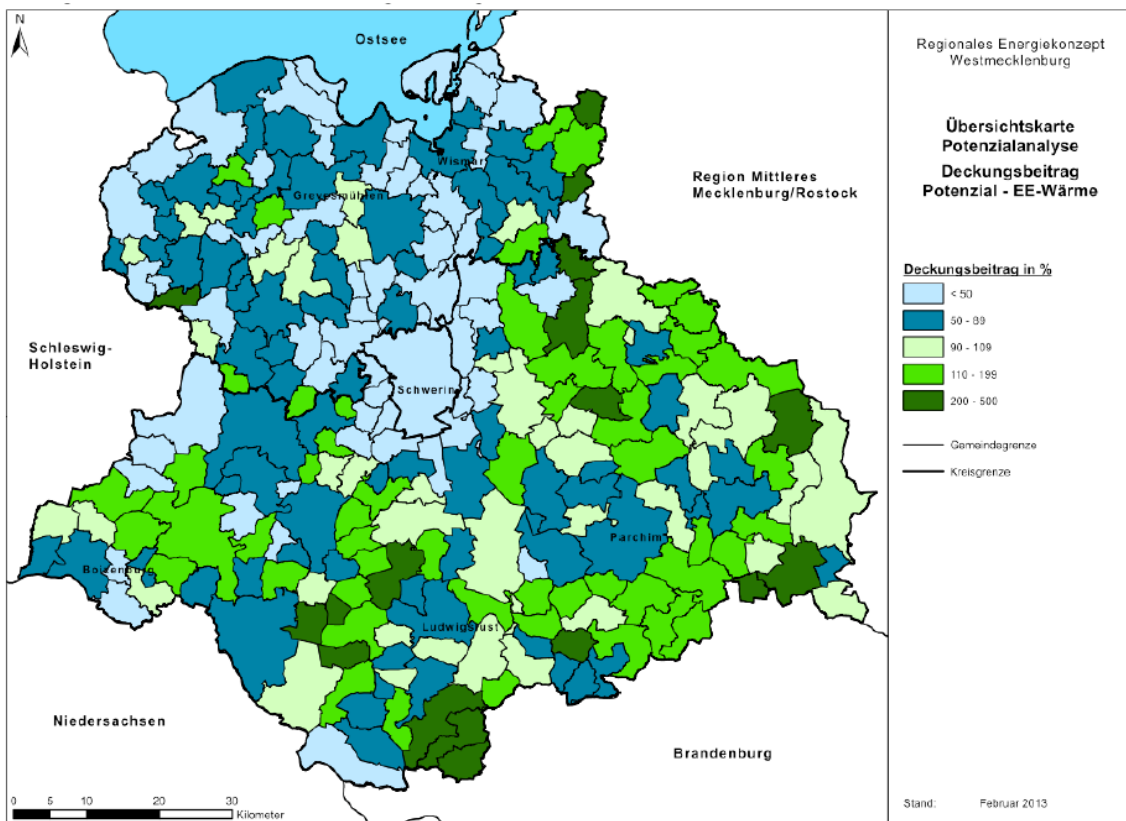 N
Ostsee
Wismar
Grevesmühlen
Region Mittleres
Mecklenburg/Rostock
Schleswig-
Holstein
Schwerin
Parchim
Boizenburg
Ludwigslust
Niedersachsen
Brandenburg
0 5 10 20 30
Kilometer
Regionales Energiekonzept
Westmecklenburg
Übersichtskarte
Potenzialanalyse
Deckungsbeitrag
Potenzial - EE-Wärme
Deckungsbeitrag in %
< 50
50 - 89
90 - 109
110 - 199
200 - 500
Gemeindegrenze
Kreisgrenze
Stand: Februar 2013